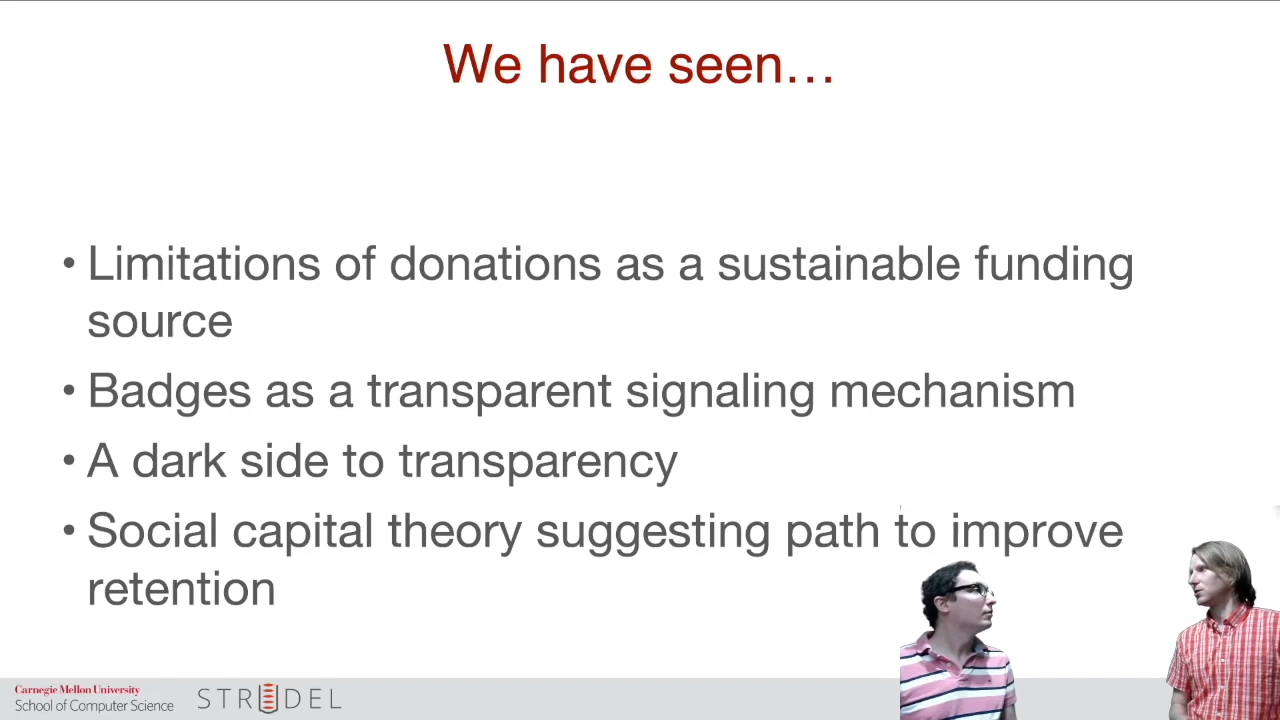 We have seen…
• Limitations of donations as a sustainable funding
source
• Badges as a transparent signaling mechanism
• A dark side to transparency
• Social capital theory suggesting path to improve
retention
Carnegie Mellon University
School of Computer Science
STRUDEL